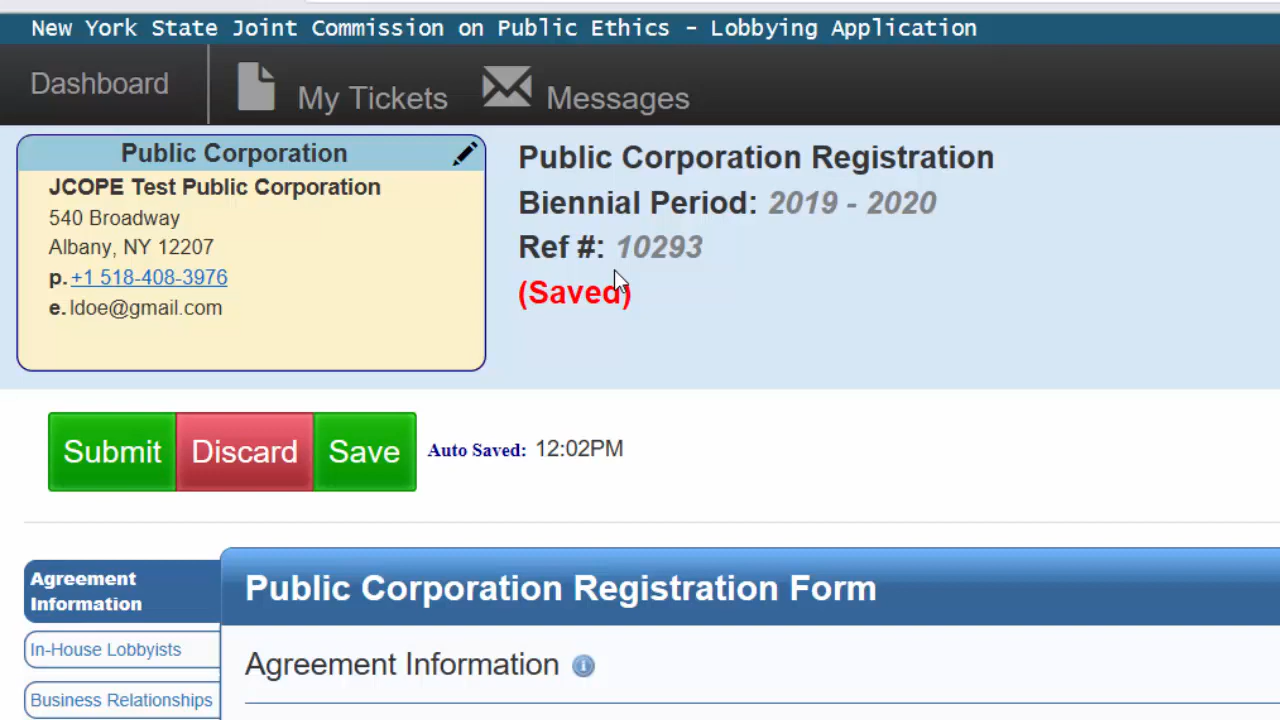 New York State Joint Commission on Public Ethics - Lobbying Application
Dashboard
My Tickets
Messages
Public Corporation
JCOPE Test Public Corporation
540 Broadway
Albany, NY 12207
p. +1 518-408-3976
e. ldoe@gmail.com
Public Corporation Registration
Biennial Period: 2019 - 2020
Ref #: 10293
(Saved)
Submit
Discard
Save
Auto Saved: 12:02PM
Agreement
Information
In-House Lobbyists
Business Relationships
Public Corporation Registration Form
Agreement Information